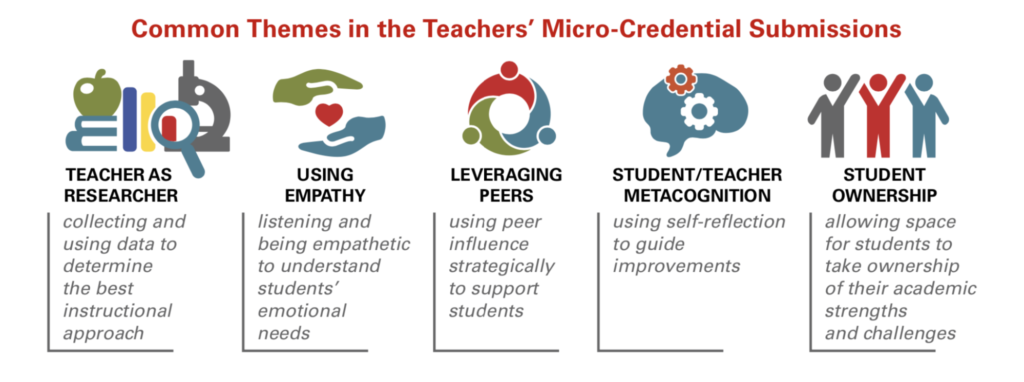 Common Themes in the Teachers’ Micro-Credential Submissions
TEACHER AS
RESEARCHER
collecting and
using data to
determine
the best
instructional
approach
USING
EMPATHY
listening and
being empathetic
to understand
students’
emotional
needs
LEVERAGING
PEERS
using peer
influence
strategically
to support
students
STUDENT/TEACHER
METACOGNITION
using self-reflection
to guide
improvements
STUDENT
OWNERSHIP
allowing space
for students to
take ownership
of their academic
strengths
and challenges